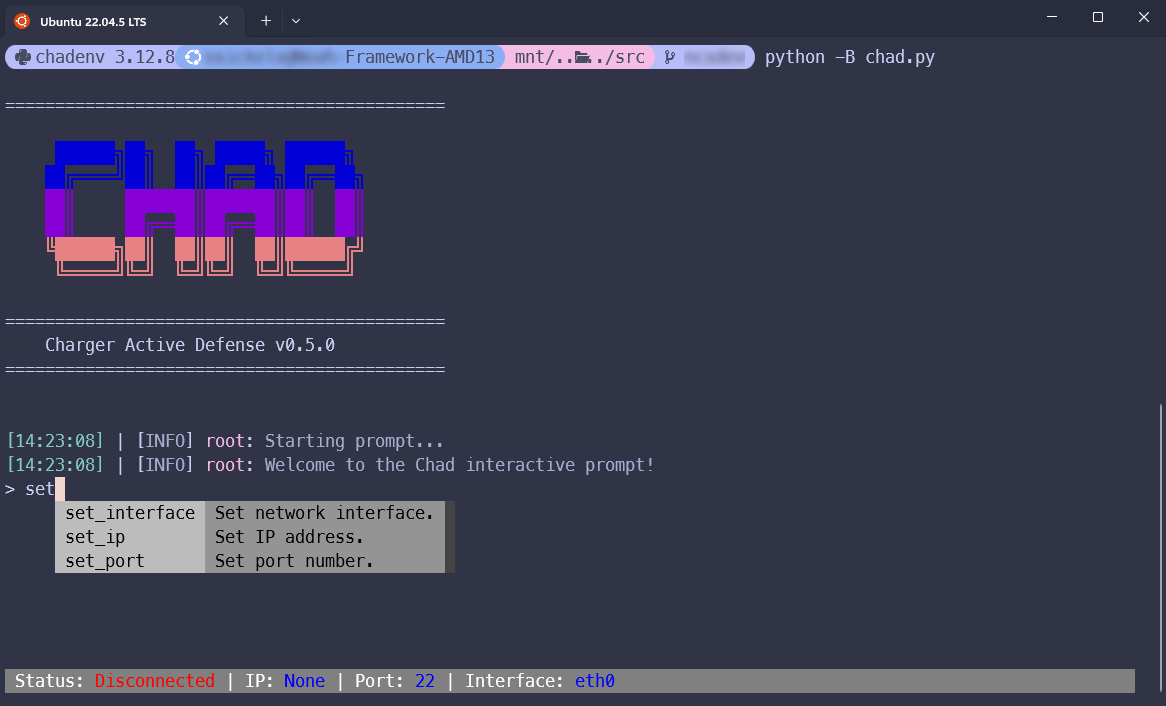 Ubuntu 22.04.5 LTS
chadenv 3.12.8 Framework-AMD13 mnt/../src python -B chad.py
============================================
CHAD
============================================
Charger Active Defense v0.5.0
============================================
[14:23:08] | [INFO] root: Starting prompt...
[14:23:08] | [INFO] root: Welcome to the Chad interactive prompt!
> set
set_interface Set network interface.
set_ip Set IP address.
set_port Set port number.
Status: Disconnected | IP: None | Port: 22 | Interface: eth0